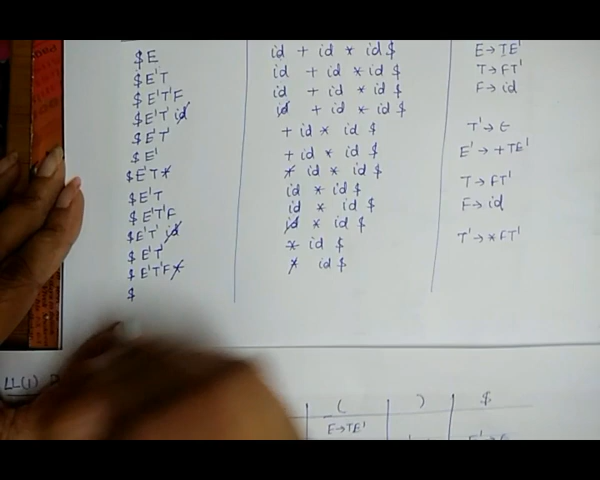 $E id + id * id $ E→TE'
$E'T id + id * id $ T→FT'
$E'T'F id + id * id $ F→id
$E'T' id id + id * id $
$E'T' + id * id $ T'→ε
$E' + id * id $ E'→+TE'
$E'T* * id * id $
$E'T id * id $ T→FT'
$E'T'F id * id $ F→id
$E'T' id id * id $
$E'T' * id $ T'→*FT'
$E'T'F* * id $
$
LL(1)
( ) $
E→TE'